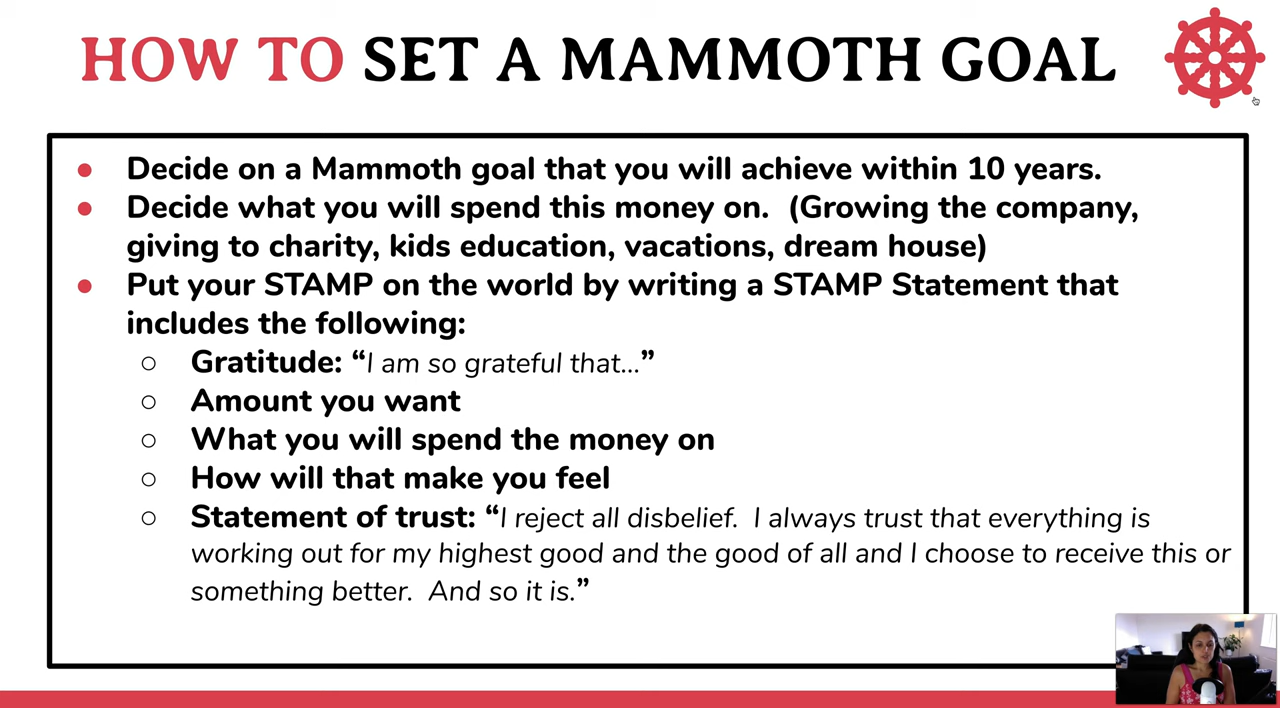 HOW TO SET A MAMMOTH GOAL
● Decide on a Mammoth goal that you will achieve within 10 years.
● Decide what you will spend this money on.  (Growing the company,
giving to charity, kids education, vacations, dream house)
● Put your STAMP on the world by writing a STAMP Statement that
includes the following:
○ Gratitude: “I am so grateful that...”
○ Amount you want
○ What you will spend the money on
○ How will that make you feel
○ Statement of trust: “I reject all disbelief.  I always trust that everything is
working out for my highest good and the good of all and I choose to receive this or
something better.  And so it is.”